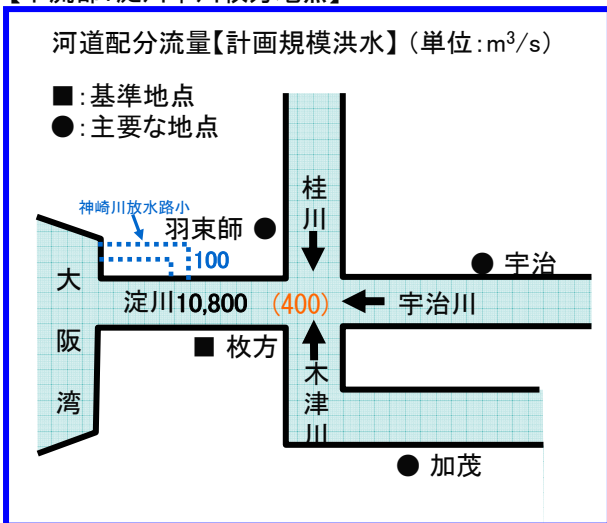 河道配分流量【計画規模洪水】(単位:m³/s)
■:基準地点
●:主要な地点
神崎川放水路小
羽束師 ●
桂川
100
● 宇治
大阪湾
淀川10,800
(400)
宇治川
■ 枚方
木津川
● 加茂